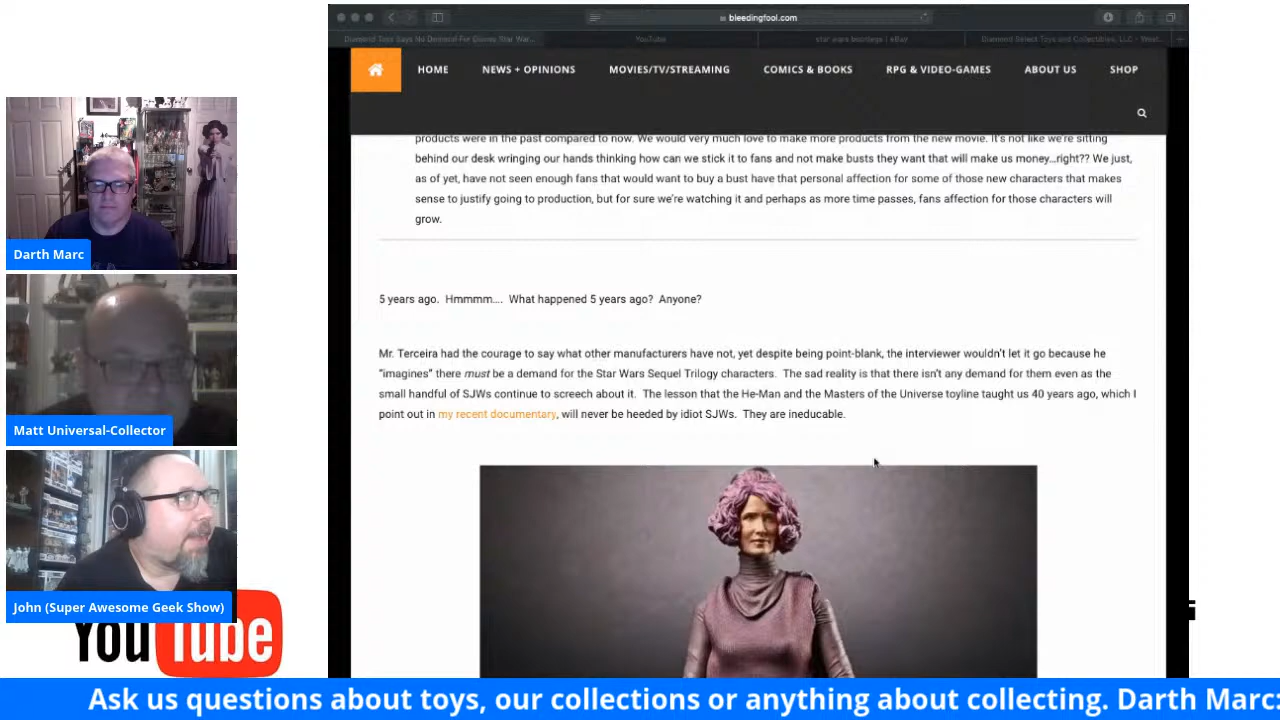 bleedingfool.com
Diamond Toys Says No Demand For Disney Star War...
YouTube
star wars bootlegs | eBay
Diamond Select Toys and Collectibles, LLC - West...
HOME
NEWS + OPINIONS
MOVIES/TV/STREAMING
COMICS & BOOKS
RPG & VIDEO-GAMES
ABOUT US
SHOP
products were in the past compared to now. We would very much love to make more products from the new movie. It's not like we're sitting
behind our desk wringing our hands thinking how can we stick it to fans and not make busts they want that will make us money...right?? We just,
as of yet, have not seen enough fans that would want to buy a bust have that personal affection for some of those new characters that makes
sense to justify going to production, but for sure we're watching it and perhaps as more time passes, fans affection for those characters will
grow.
5 years ago. Hmmmm.... What happened 5 years ago? Anyone?
Mr. Terceira had the courage to say what other manufacturers have not, yet despite being point-blank, the interviewer wouldn't let it go because he
"imagines" there must be a demand for the Star Wars Sequel Trilogy characters. The sad reality is that there isn't any demand for them even as the
small handful of SJWs continue to screech about it. The lesson that the He-Man and the Masters of the Universe toyline taught us 40 years ago, which I
point out in my recent documentary, will never be heeded by idiot SJWs. They are ineducable.
Darth Marc
Matt Universal-Collector
John (Super Awesome Geek Show)
YouTube
Ask us questions about toys, our collections or anything about collecting. Darth Marc: